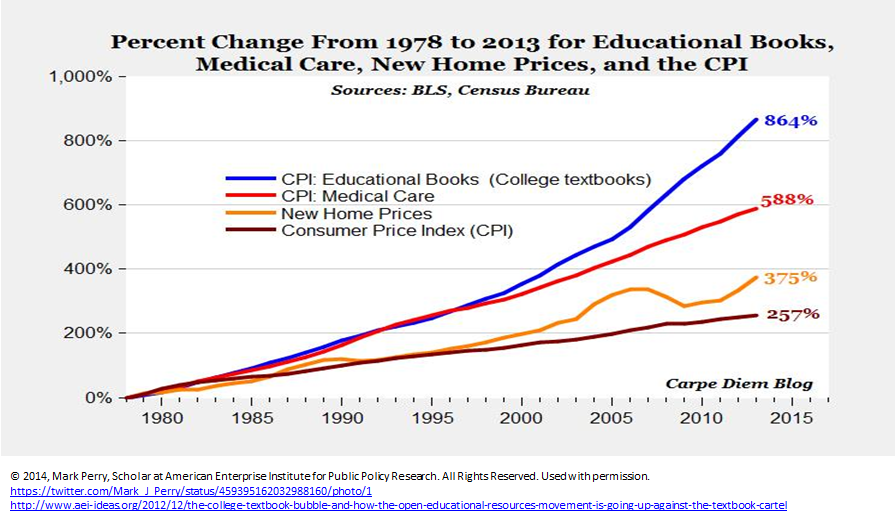 Percent Change From 1978 to 2013 for Educational Books,
Medical Care, New Home Prices, and the CPI
Sources: BLS, Census Bureau
1,000%
800%
600%
400%
200%
0%
CPI: Educational Books (College textbooks)
CPI: Medical Care
New Home Prices
Consumer Price Index (CPI)
864%
588%
375%
257%
Carpe Diem Blog
1980 1985 1990 1995 2000 2005 2010 2015
© 2014, Mark Perry, Scholar at American Enterprise Institute for Public Policy Research. All Rights Reserved. Used with permission.
https://twitter.com/Mark_J_Perry/status/459395162032988160/photo/1
http://www.aei-ideas.org/2012/12/the-college-textbook-bubble-and-how-the-open-educational-resources-movement-is-going-up-against-the-textbook-cartel